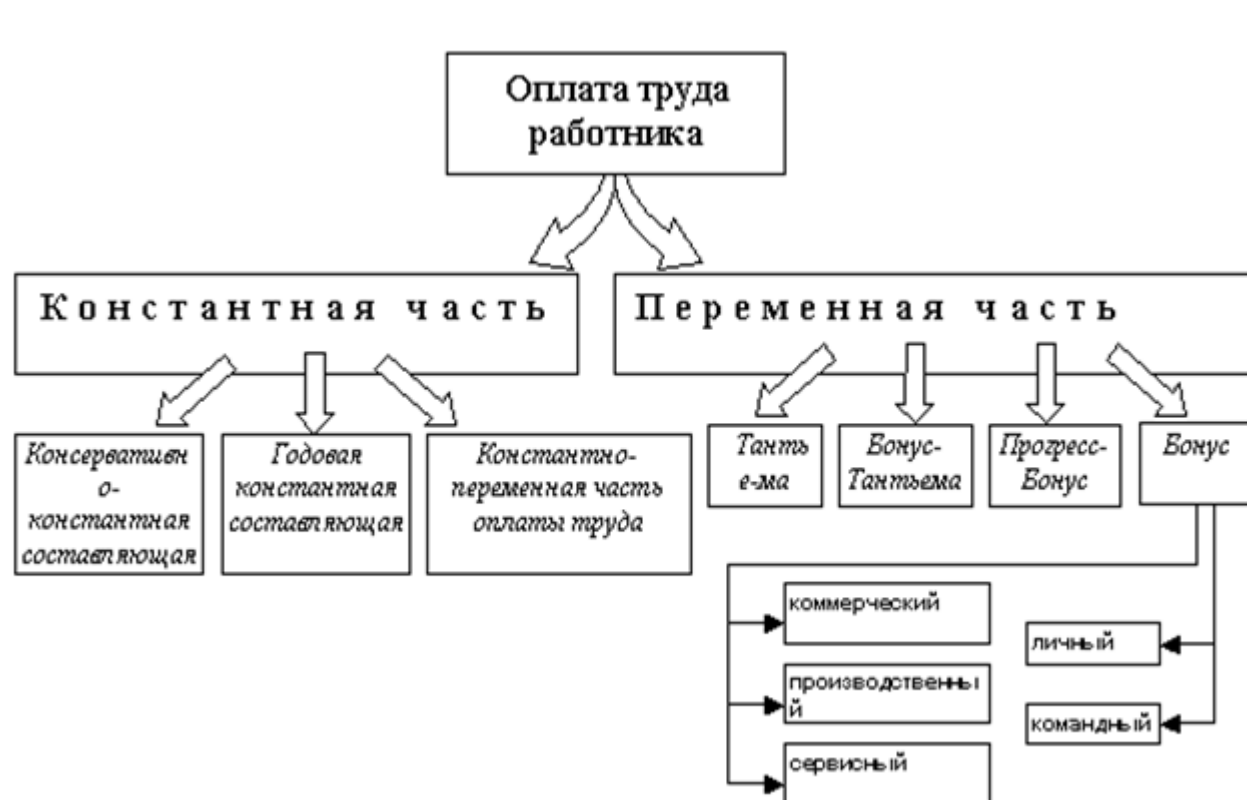 Оплата труда
работника
Константная часть
Переменная часть
Консервативн
о-
константная
составляющая
Годовая
константная
составляющая
Константно-
переменная часть
оплаты труда
Танть
е-ма
Бонус-
Тантьема
Прогресс-
Бонус
Бонус
коммерческий
производственны
й
сервисный
личный
командный